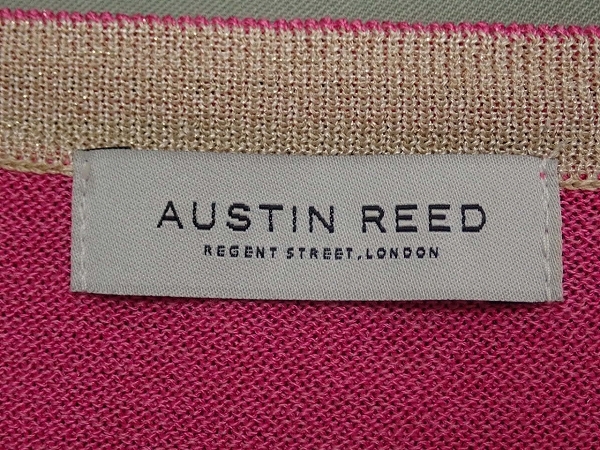 AUSTIN REED
REGENT STREET, LONDON